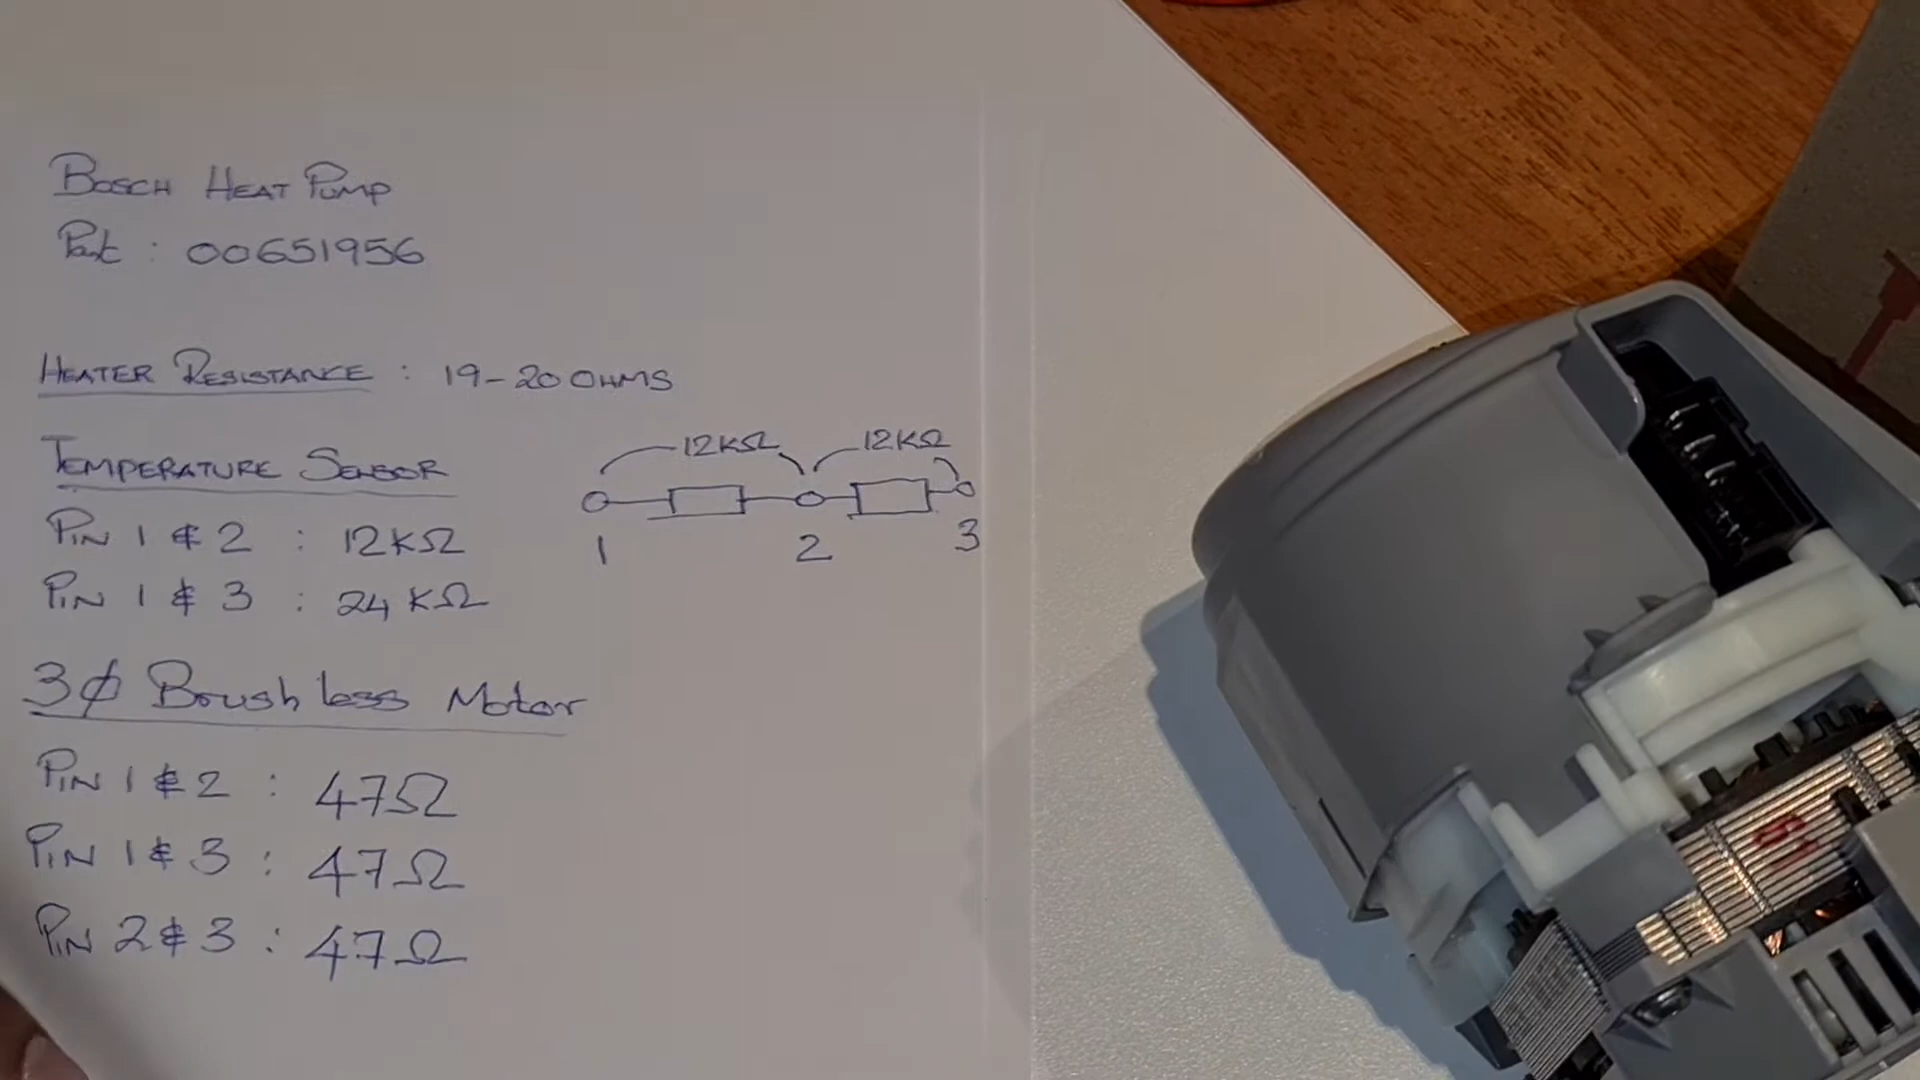 BOSCH HEAT PUMP
Part : 00651956
HEATER RESISTANCE : 19-20 OHMS
TEMPERATURE SENSOR
PIN 1 & 2 : 12KΩ
PIN 1 & 3 : 24KΩ
12KΩ 12KΩ
1 2 3
3Ø Brushless Motor
PIN 1 & 2 : 47Ω
PIN 1 & 3 : 47Ω
PIN 2 & 3 : 47Ω